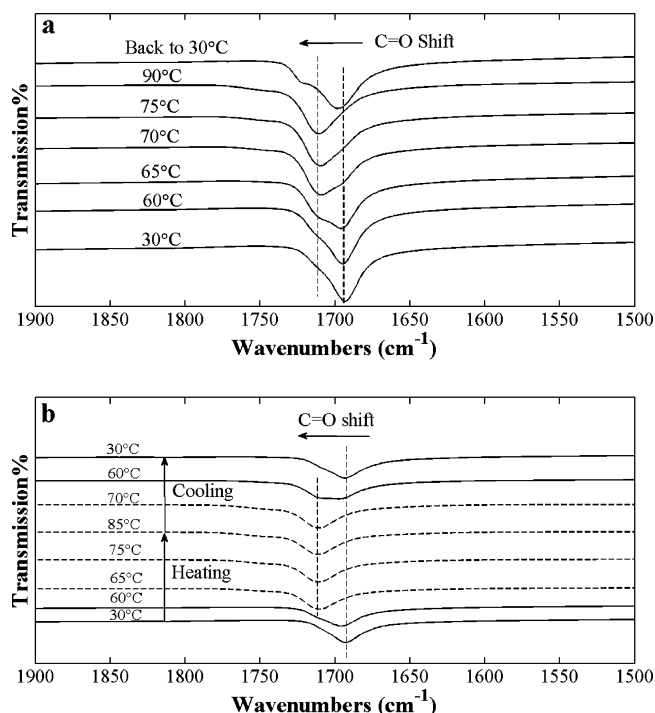 a
C=O Shift
Back to 30°C
90°C
75°C
70°C
65°C
60°C
30°C
Transmission%
1900 1850 1800 1750 1700 1650 1600 1550 1500
Wavenumbers (cm-1)
b
C=O shift
30°C
60°C
Cooling
70°C
85°C
75°C
Heating
65°C
60°C
30°C
Transmission%
1900 1850 1800 1750 1700 1650 1600 1550 1500
Wavenumbers (cm-1)